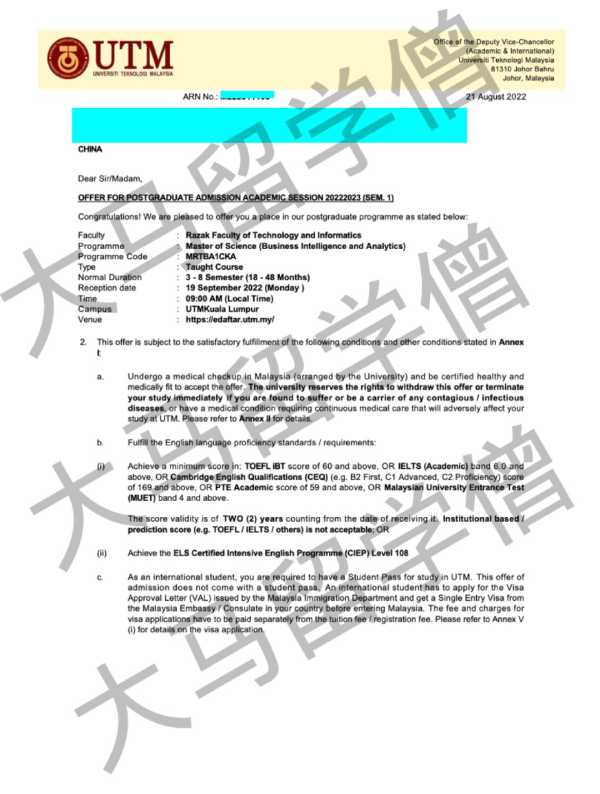 UTM
UNIVERSITI TEKNOLOGI MALAYSIA
Office of the Deputy Vice-Chancellor
(Academic & International)
Universiti Teknologi Malaysia
81310 Johor Bahru
Johor, Malaysia
ARN No.:
21 August 2022
CHINA
Dear Sir/Madam,
OFFER FOR POSTGRADUATE ADMISSION ACADEMIC SESSION 20222023 (SEM. 1)
Congratulations! We are pleased to offer you a place in our postgraduate programme as stated below:
Faculty : Razak Faculty of Technology and Informatics
Programme : Master of Science (Business Intelligence and Analytics)
Programme Code : MRTBA1CKA
Type : Taught Course
Normal Duration : 3 - 8 Semester (18 - 48 Months)
Reception date : 19 September 2022 (Monday )
Time : 09:00 AM (Local Time)
Campus : UTMKuala Lumpur
Venue : https://edaftar.utm.my/
2. This offer is subject to the satisfactory fulfillment of the following conditions and other conditions stated in Annex
I:
a. Undergo a medical checkup in Malaysia (arranged by the University) and be certified healthy and
medically fit to accept the offer. The university reserves the rights to withdraw this offer or terminate
your study immediately if you are found to suffer or be a carrier of any contagious / infectious
diseases, or have a medical condition requiring continuous medical care that will adversely affect your
study at UTM. Please refer to Annex II for details.
b. Fulfill the English language proficiency standards / requirements:
(i) Achieve a minimum score in: TOEFL iBT score of 60 and above, OR IELTS (Academic) band 6.0 and
above, OR Cambridge English Qualifications (CEQ) (e.g. B2 First, C1 Advanced, C2 Proficiency) score
of 169 and above, OR PTE Academic score of 59 and above, OR Malaysian University Entrance Test
(MUET) band 4 and above.
The score validity is of TWO (2) years counting from the date of receiving it. Institutional based /
prediction score (e.g. TOEFL / IELTS / others) is not acceptable; OR
(ii) Achieve the ELS Certified Intensive English Programme (CIEP) Level 108
c. As an international student, you are required to have a Student Pass for study in UTM. This offer of
admission does not come with a student pass. An international student has to apply for the Visa
Approval Letter (VAL) issued by the Malaysia Immigration Department and get a Single Entry Visa from
the Malaysia Embassy / Consulate in your country before entering Malaysia. The fee and charges for
visa applications have to be paid separately from the tuition fee / registration fee. Please refer to Annex V
(i) for details on the visa application.
大马留学僧
大马留学僧
大马留学僧